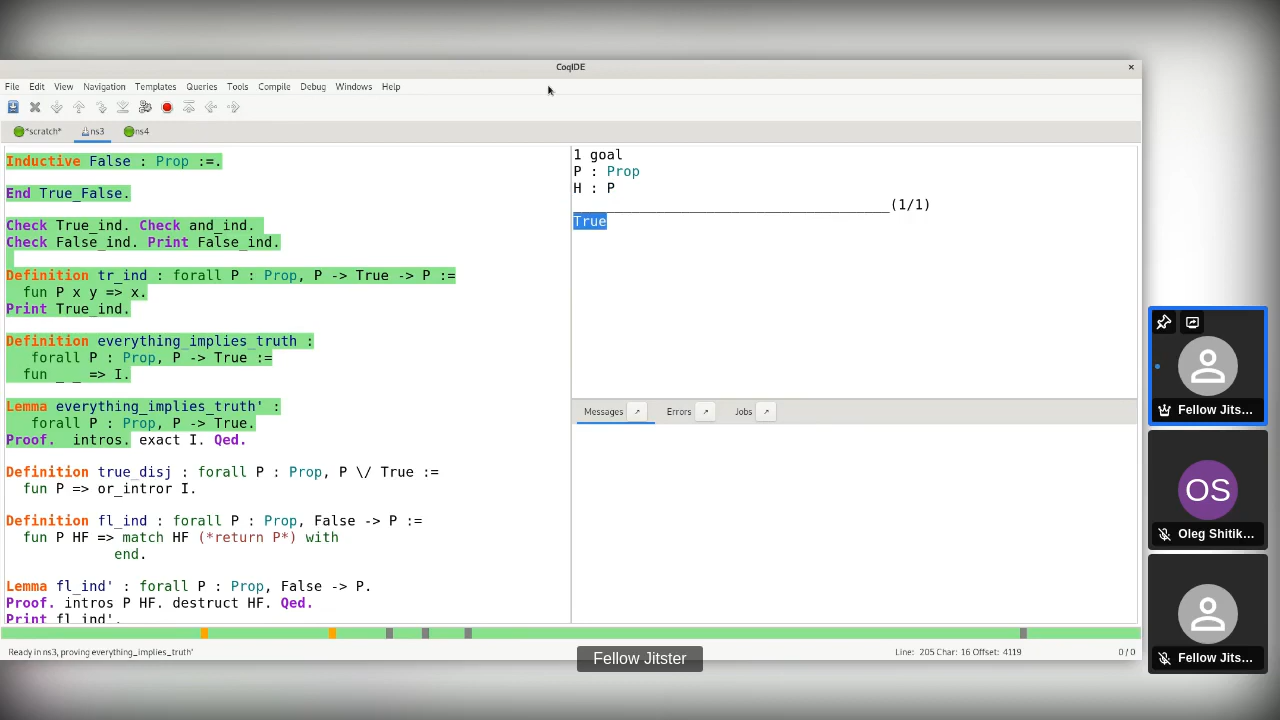 CoqIDE
File Edit View Navigation Templates Queries Tools Compile Debug Windows Help
*scratch* ns3 ns4
Inductive False : Prop :=.
End True_False.
Check True_ind. Check and_ind.
Check False_ind. Print False_ind.
Definition tr_ind : forall P : Prop, P -> True -> P :=
fun P x y => x.
Print True_ind.
Definition everything_implies_truth :
forall P : Prop, P -> True :=
fun _ _ => I.
Lemma everything_implies_truth' :
forall P : Prop, P -> True.
Proof. intros. exact I. Qed.
Definition true_disj : forall P : Prop, P \/ True :=
fun P => or_intror I.
Definition fl_ind : forall P : Prop, False -> P :=
fun P HF => match HF (*return P*) with
end.
Lemma fl_ind' : forall P : Prop, False -> P.
Proof. intros P HF. destruct HF. Qed.
Print fl_ind'.
1 goal
P : Prop
H : P
______________________________________(1/1)
True
Messages Errors Jobs
Ready in ns3, proving everything_implies_truth'
Line: 205 Char: 16 Offset: 4119
0 / 0
Fellow Jitster
Fellow Jits...
OS
Oleg Shitik...
Fellow Jits...